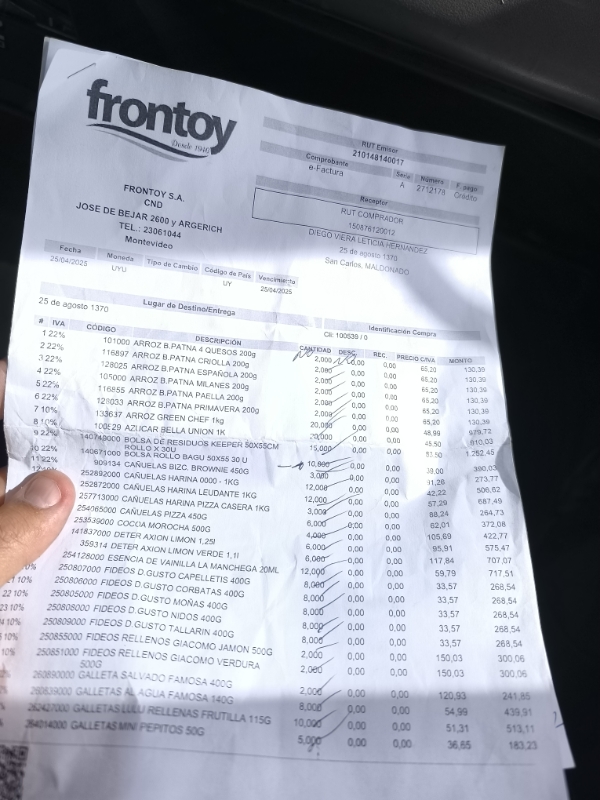 frontoy
Desde 1940
RUT Emisor
210148140017
Comprobante Serie Número F. pago
e-Factura A 2712178 Crédito
Receptor
RUT COMPRADOR
150876120012
DIEGO VIERA LETICIA HERNANDEZ
25 de agosto 1370
San Carlos, MALDONADO
FRONTOY S.A.
CND
JOSE DE BEJAR 2600 y ARGERICH
TEL.: 23061044
Montevideo
Fecha Moneda Tipo de Cambio Código de País Vencimiento
25/04/2025 UYU UY 25/04/2025
Lugar de Destino/Entrega Identificación Compra
25 de agosto 1370 CII: 100539 / 0
# IVA CÓDIGO DESCRIPCIÓN CANTIDAD DESC. REC. PRECIO C/IVA MONTO
1 22% 101000 ARROZ B.PATNA 4 QUESOS 200g 2,000 0,00 0,00 65,20 130,39
2 22% 116897 ARROZ B.PATNA CRIOLLA 200g 2,000 0,00 0,00 65,20 130,39
3 22% 128025 ARROZ B.PATNA ESPAÑOLA 200g 2,000 0,00 0,00 65,20 130,39
4 22% 105000 ARROZ B.PATNA MILANES 200g 2,000 0,00 0,00 65,20 130,39
5 22% 116855 ARROZ B.PATNA PAELLA 200g 2,000 0,00 0,00 65,20 130,39
6 22% 128033 ARROZ B.PATNA PRIMAVERA 200g 2,000 0,00 0,00 65,20 130,39
7 10% 133637 ARROZ GREEN CHEF 1kg 20,000 0,00 0,00 48,99 979,72
8 10% 100529 AZUCAR BELLA UNION 1K 20,000 0,00 0,00 45,50 910,03
9 22% 140749000 BOLSA DE RESIDUOS KEEPER 50X55CM ROLLO X 30U 15,000 0,00 0,00 83,50 1.252,45
10 22% 140671000 BOLSA ROLLO BAGU 50x55 30 U 10,000 0,00 0,00 39,00 390,03
11 22% 909134 CAÑUELAS BIZC. BROWNIE 450G 3,000 0,00 0,00 91,26 273,77
252892000 CAÑUELAS HARINA 0000 - 1KG 12,000 0,00 0,00 42,22 506,62
252872000 CAÑUELAS HARINA LEUDANTE 1KG 12,000 0,00 0,00 57,29 687,49
257713000 CAÑUELAS HARINA PIZZA CASERA 1KG 3,000 0,00 0,00 88,24 264,73
254065000 CAÑUELAS PIZZA 450G 6,000 0,00 0,00 62,01 372,08
253539000 COCOA MOROCHA 500G 4,000 0,00 0,00 105,69 422,77
141837000 DETER AXION LIMON 1,25l 6,000 0,00 0,00 95,91 575,47
359314 DETER AXION LIMON VERDE 1,1l 6,000 0,00 0,00 117,84 707,07
254128000 ESENCIA DE VAINILLA LA MANCHEGA 20ML 12,000 0,00 0,00 59,79 717,51
250807000 FIDEOS D.GUSTO CAPELLETIS 400G 8,000 0,00 0,00 33,57 268,54
21 10% 250806000 FIDEOS D.GUSTO CORBATAS 400G 8,000 0,00 0,00 33,57 268,54
22 10% 250805000 FIDEOS D.GUSTO MOÑAS 400G 8,000 0,00 0,00 33,57 268,54
23 10% 250808000 FIDEOS D.GUSTO NIDOS 400G 8,000 0,00 0,00 33,57 268,54
10% 250809000 FIDEOS D.GUSTO TALLARIN 400G 8,000 0,00 0,00 33,57 268,54
10% 250855000 FIDEOS RELLENOS GIACOMO JAMON 500G 2,000 0,00 0,00 150,03 300,06
10% 250851000 FIDEOS RELLENOS GIACOMO VERDURA 500G 2,000 0,00 0,00 150,03 300,06
260890000 GALLETA SALVADO FAMOSA 400G 2,000 0,00 0,00 120,93 241,85
260839000 GALLETAS AL AGUA FAMOSA 140G 8,000 0,00 0,00 54,99 439,91
262427000 GALLETAS LULU RELLENAS FRUTILLA 115G 10,000 0,00 0,00 51,31 513,11
264014000 GALLETAS MINI PEPITOS 50G 5,000 0,00 0,00 36,65 183,23